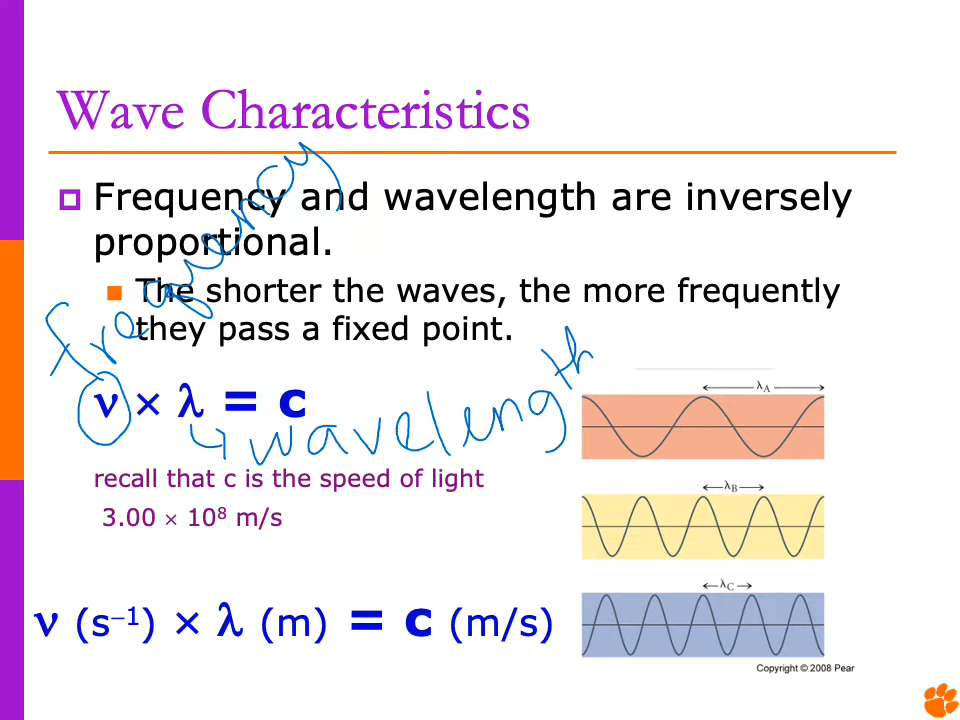 Wave Characteristics
Frequency and wavelength are inversely
proportional.
The shorter the waves, the more frequently
they pass a fixed point.
frequency
ν × λ = c
wavelength
recall that c is the speed of light
3.00 × 10⁸ m/s
ν (s⁻¹) × λ (m) = c (m/s)
λA
λB
λC
Copyright © 2008 Pear